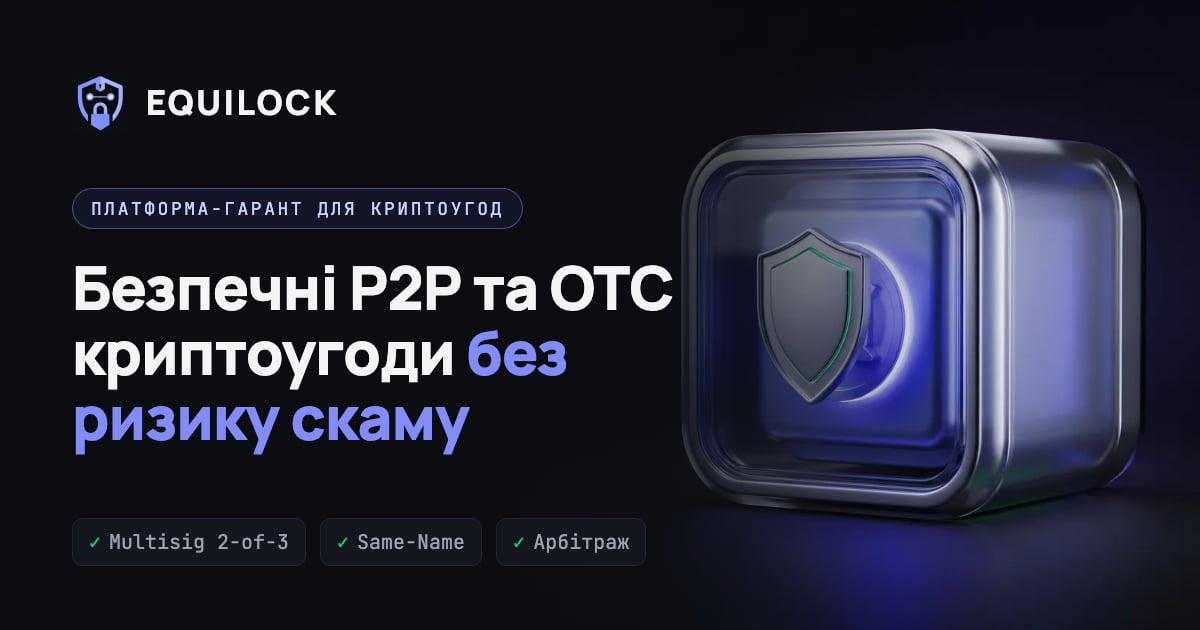 EQUILOCK
ПЛАТФОРМА-ГАРАНТ ДЛЯ КРИПТОУГОД
Безпечні P2P та OTC
криптоугоди без
ризику скаму
✓ Multisig 2-of-3
✓ Same-Name
✓ Арбітраж